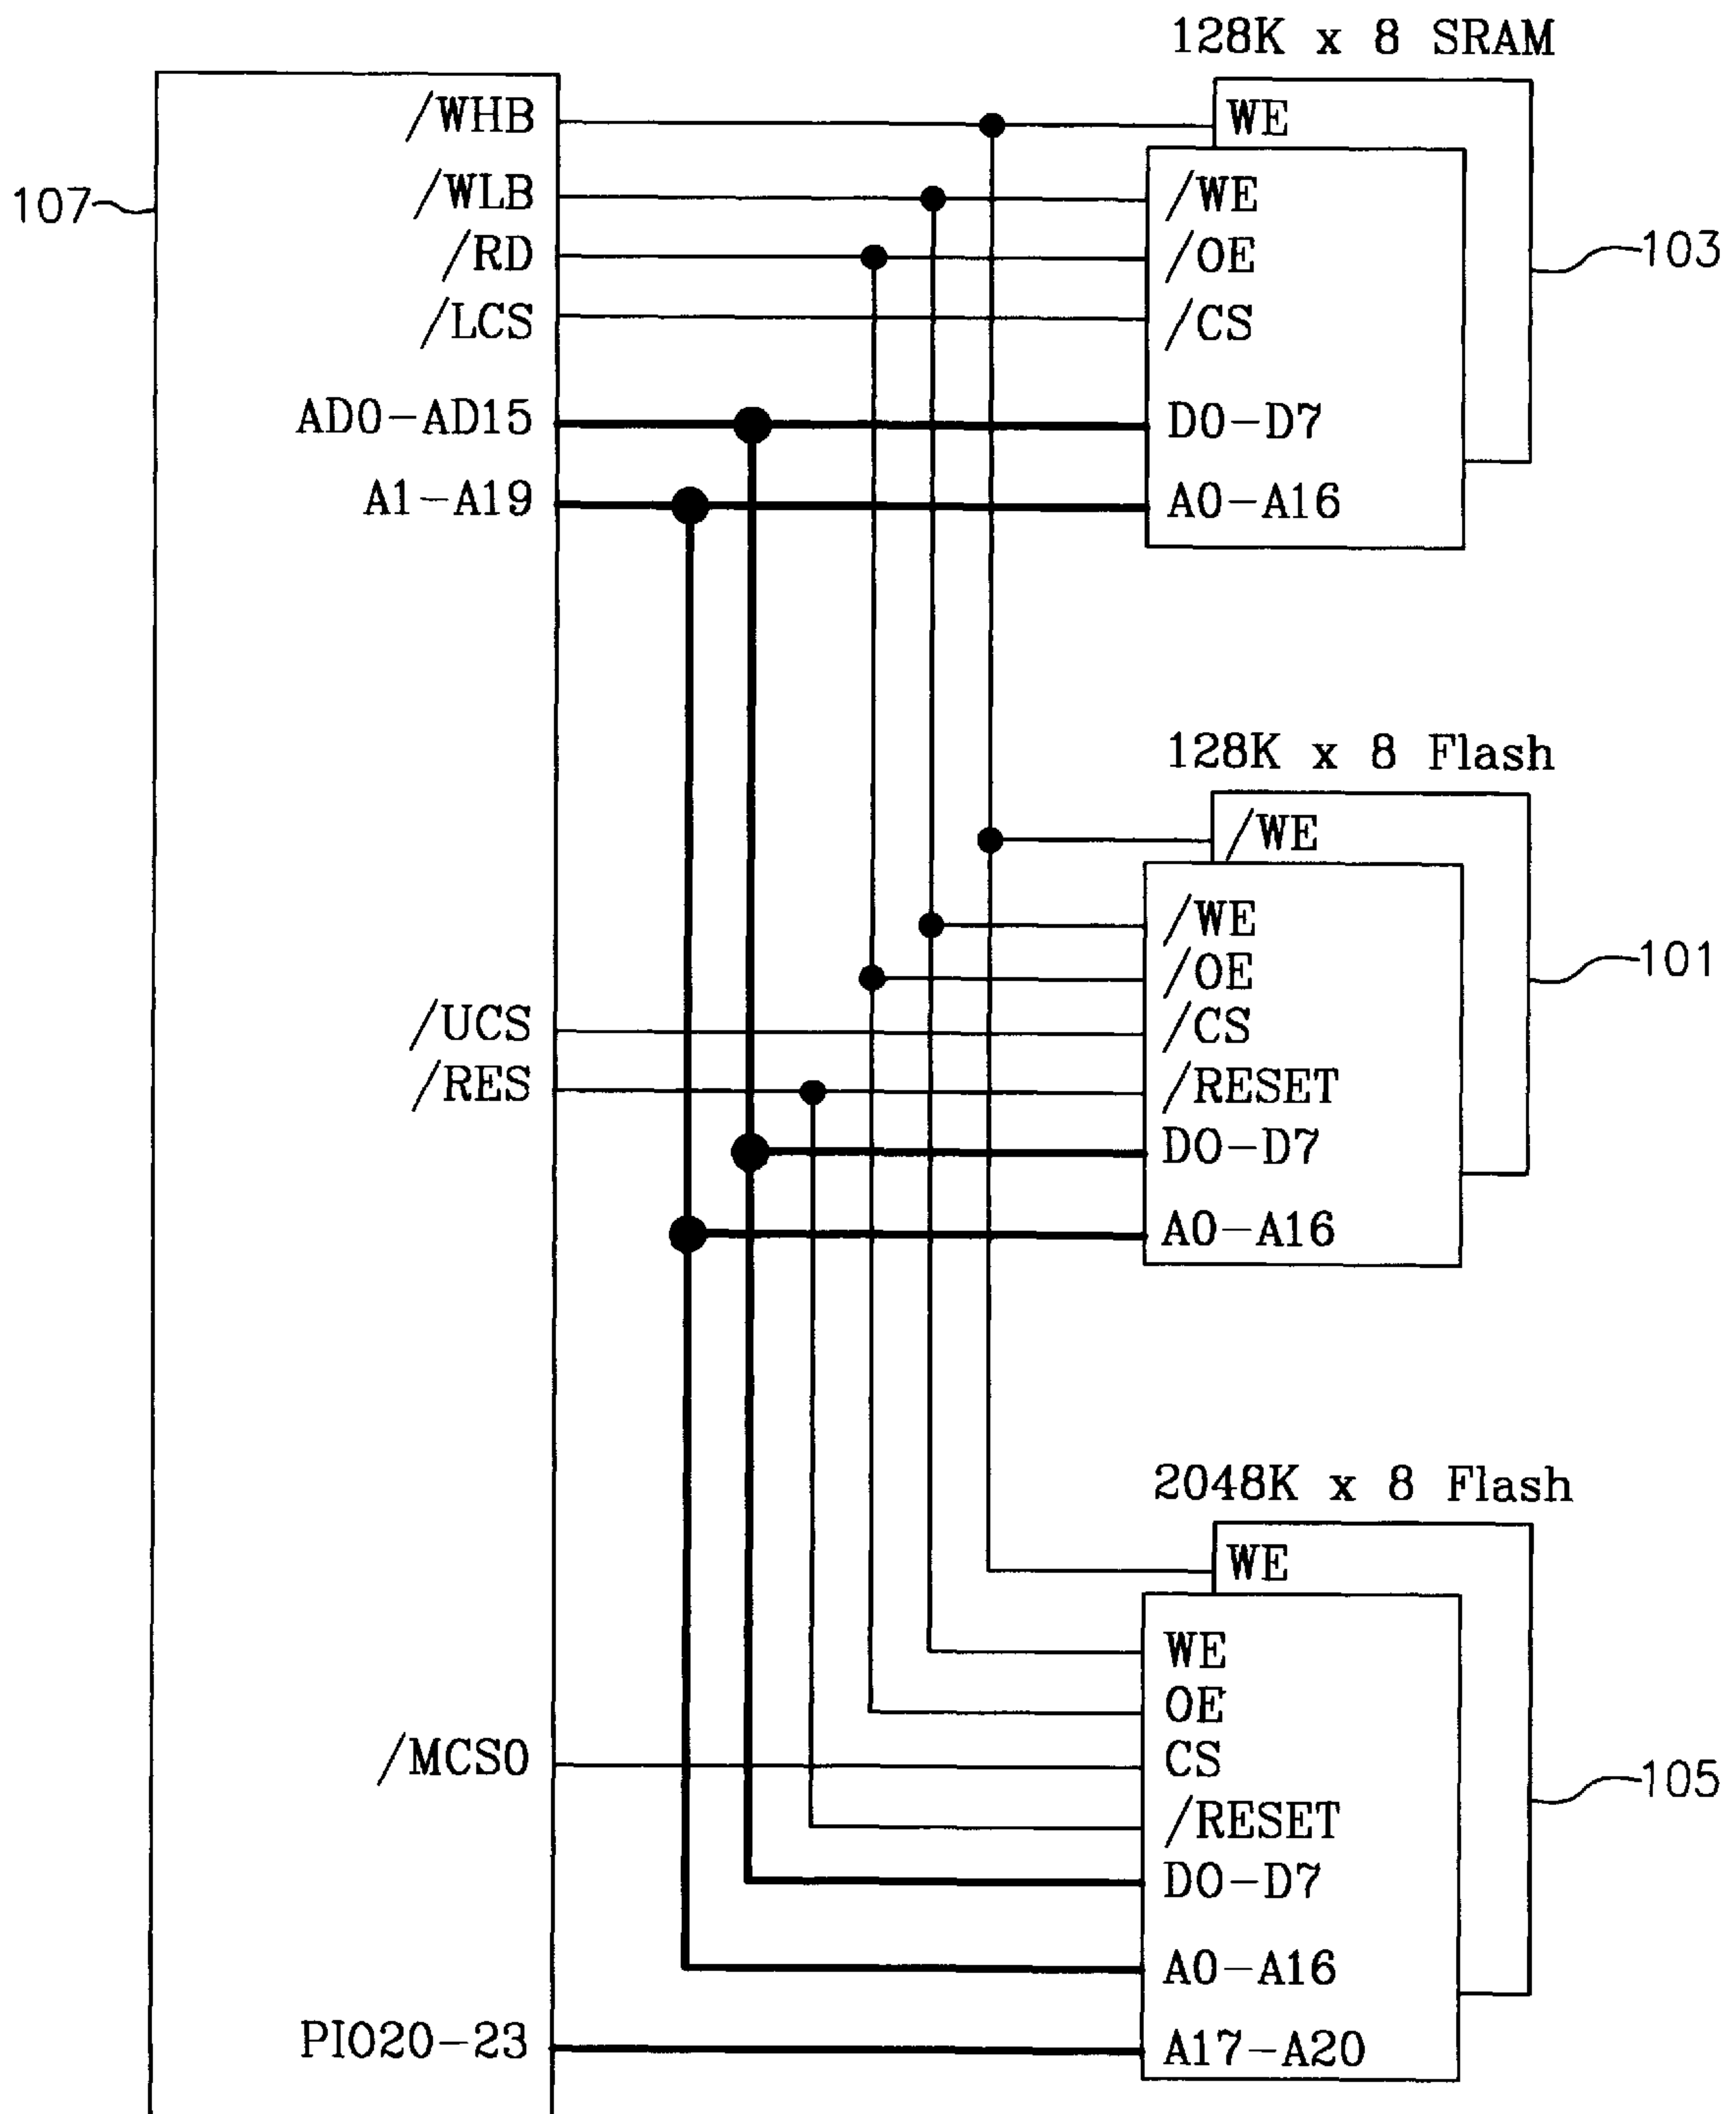 128K x 8 SRAM
107
/WHB
/WLB
/RD
/LCS
AD0-AD15
A1-A19
WE
/WE
/OE
/CS
D0-D7
A0-A16
103
128K x 8 Flash
/UCS
/RES
/WE
/WE
/OE
/CS
/RESET
D0-D7
A0-A16
101
2048K x 8 Flash
/MCS0
PIO20-23
WE
WE
OE
CS
/RESET
D0-D7
A0-A16
A17-A20
105